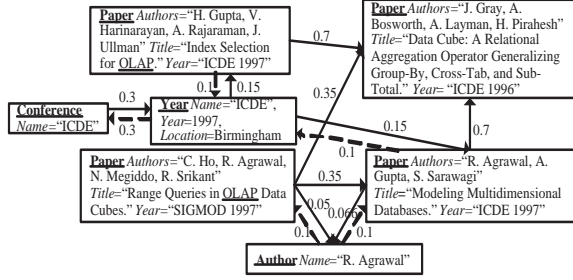 Paper Authors="H. Gupta, V.
Harinarayan, A. Rajaraman, J.
Ullman" Title="Index Selection
for OLAP." Year="ICDE 1997"
Paper Authors="J. Gray, A.
Bosworth, A. Layman, H. Pirahesh"
Title="Data Cube: A Relational
Aggregation Operator Generalizing
Group-By, Cross-Tab, and Sub-
Total." Year= "ICDE 1996"
0.7
0.1
0.15
0.35
Conference
Name="ICDE"
0.3
0.3
Year Name="ICDE",
Year=1997,
Location=Birmingham
0.15
0.1
0.7
Paper Authors="C. Ho, R. Agrawal,
N. Megiddo, R. Srikant"
Title="Range Queries in OLAP Data
Cubes." Year="SIGMOD 1997"
0.35
0.05
0.066
0.1
0.1
Paper Authors="R. Agrawal, A.
Gupta, S. Sarawagi"
Title="Modeling Multidimensional
Databases." Year="ICDE 1997"
Author Name="R. Agrawal"